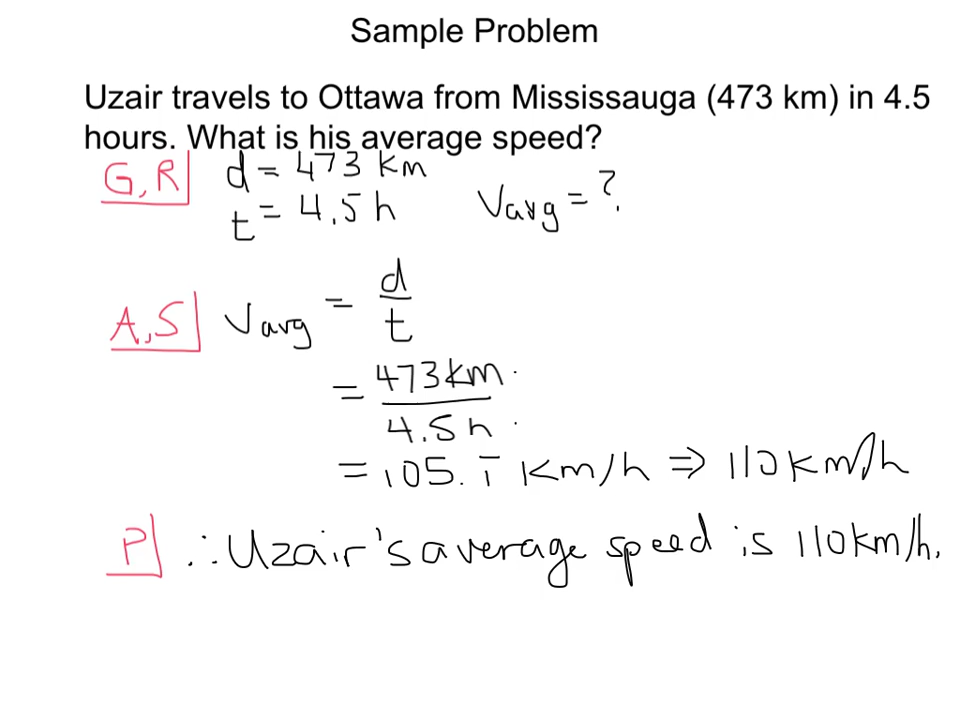 Sample Problem
Uzair travels to Ottawa from Mississauga (473 km) in 4.5
hours. What is his average speed?
G, R d = 473 km
t = 4.5 h Vavg = ?
A, S Vavg = d/t
= 473 km / 4.5 h
= 105.1̅ km/h ⇒ 110 km/h
P ∴ Uzair's average speed is 110 km/h.